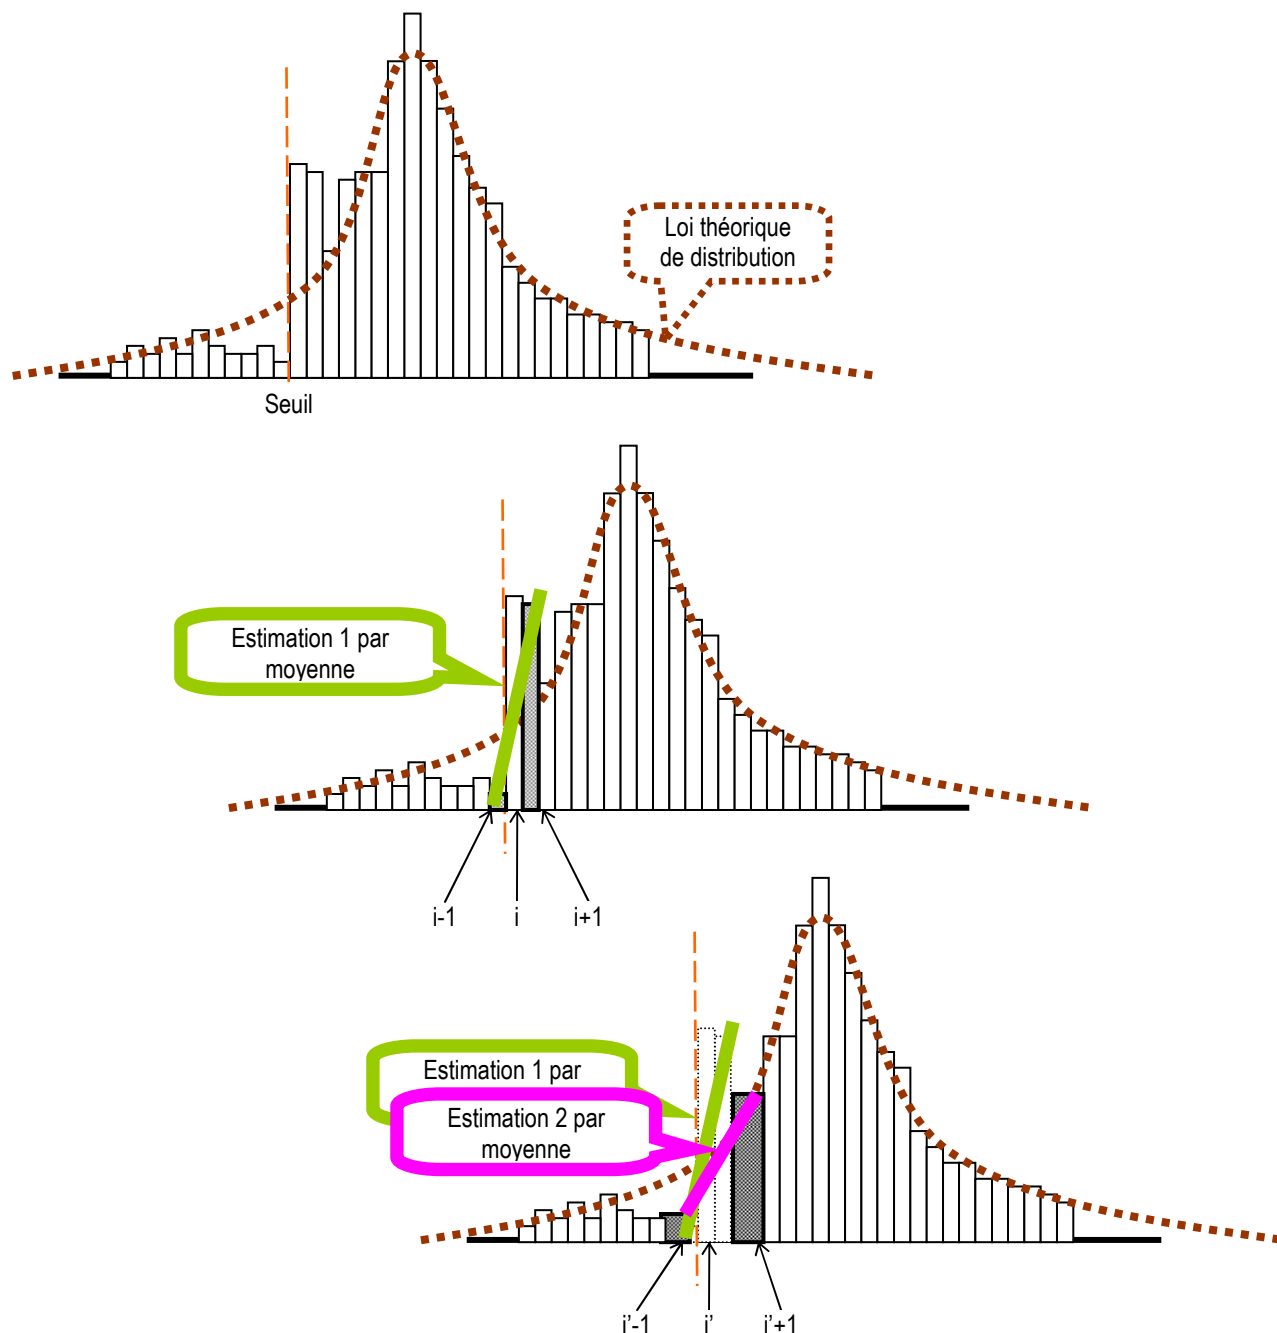 Loi théorique
de distribution
Seuil
Estimation 1 par
moyenne
i-1
i
i+1
Estimation 1 par
Estimation 2 par
moyenne
i'-1
i'
i'+1